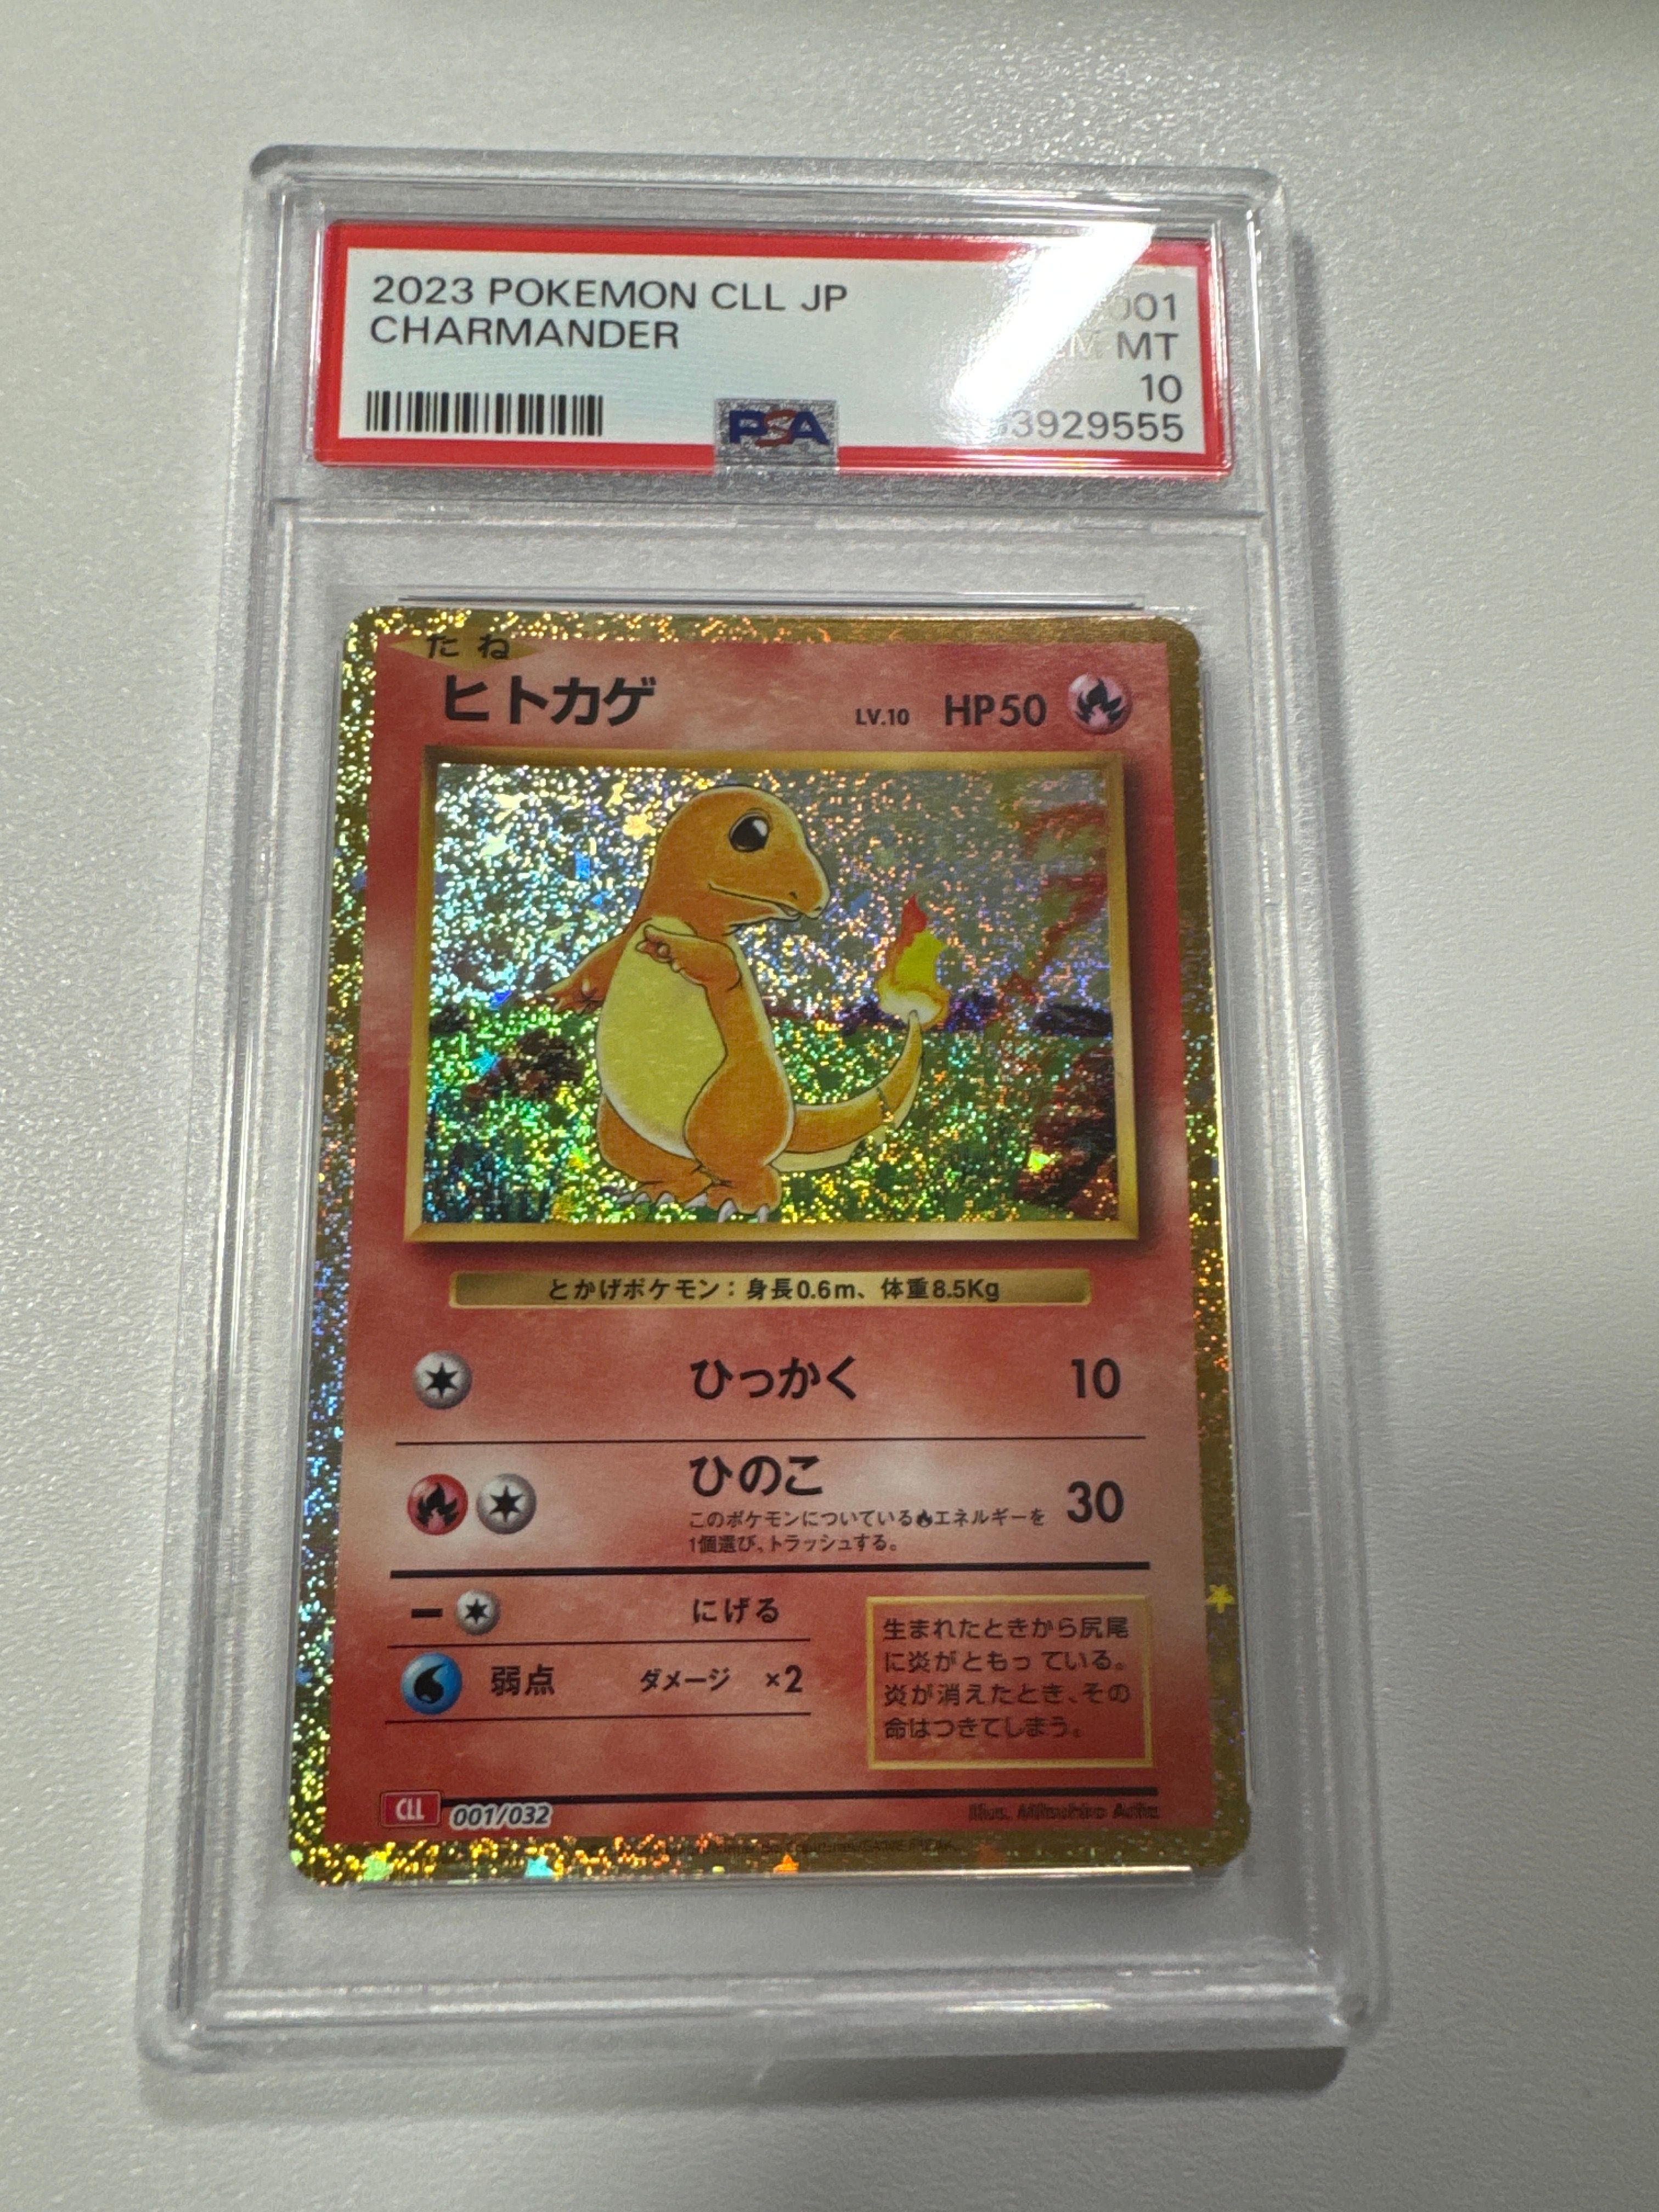 2023 POKEMON CLL JP
001
CHARMANDER
MT
10
3929555
PSA
たね
ヒトカゲ
LV.10 HP50
とかげポケモン：身長0.6m、体重8.5Kg
ひっかく 10
ひのこ 30
このポケモンについているエネルギーを
1個選び、トラッシュする。
にげる
弱点 ダメージ ×2
生まれたときから尻尾
に炎がともっている。
炎が消えたとき、その
命はつきてしまう。
CLL 001/032
Illus. Mitsuhiro Arita